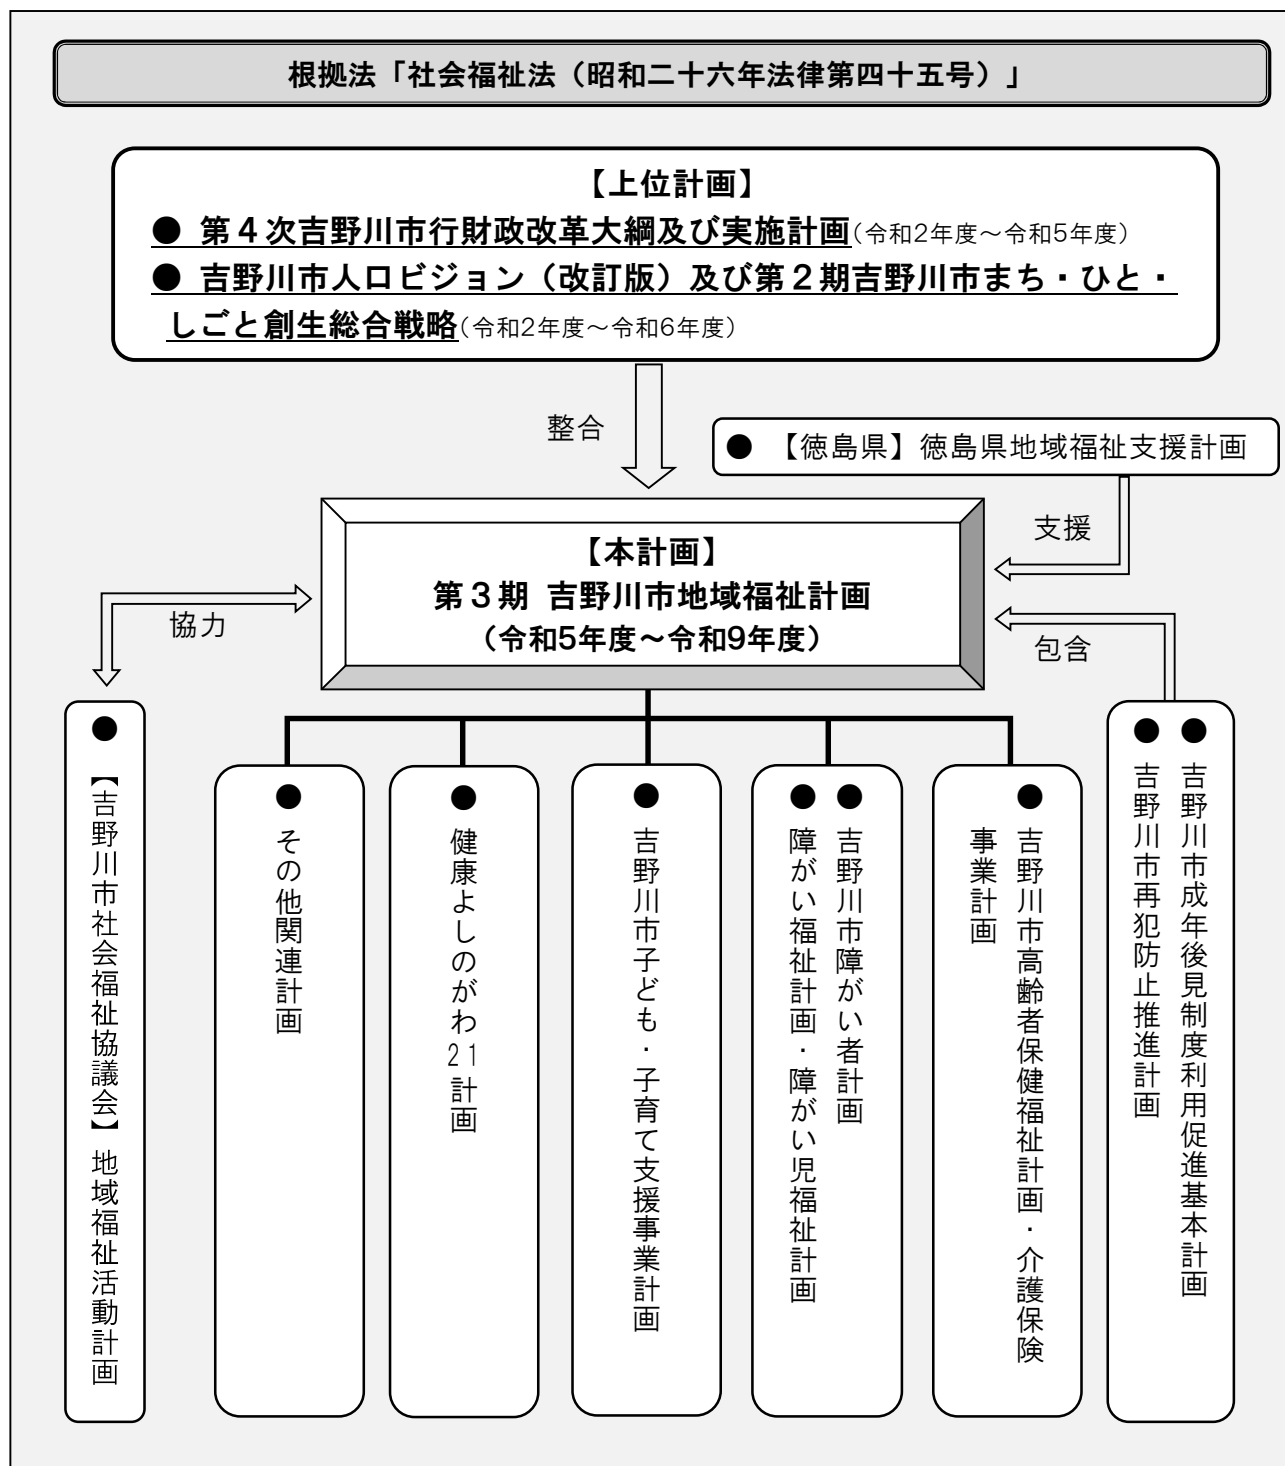 根拠法「社会福祉法（昭和二十六年法律第四十五号）」
【上位計画】
● 第４次吉野川市行財政改革大綱及び実施計画(令和2年度～令和5年度)
● 吉野川市人口ビジョン（改訂版）及び第２期吉野川市まち・ひと・
しごと創生総合戦略(令和2年度～令和6年度)
整合
● 【徳島県】徳島県地域福祉支援計画
支援
【本計画】
第３期 吉野川市地域福祉計画
（令和5年度～令和9年度）
協力
包含
● 【吉野川市社会福祉協議会】地域福祉活動計画
● その他関連計画
● 健康よしのがわ21計画
● 吉野川市子ども・子育て支援事業計画
● 吉野川市障がい者計画
● 障がい福祉計画・障がい児福祉計画
● 吉野川市高齢者保健福祉計画・介護保険
事業計画
● 吉野川市成年後見制度利用促進基本計画
● 吉野川市再犯防止推進計画